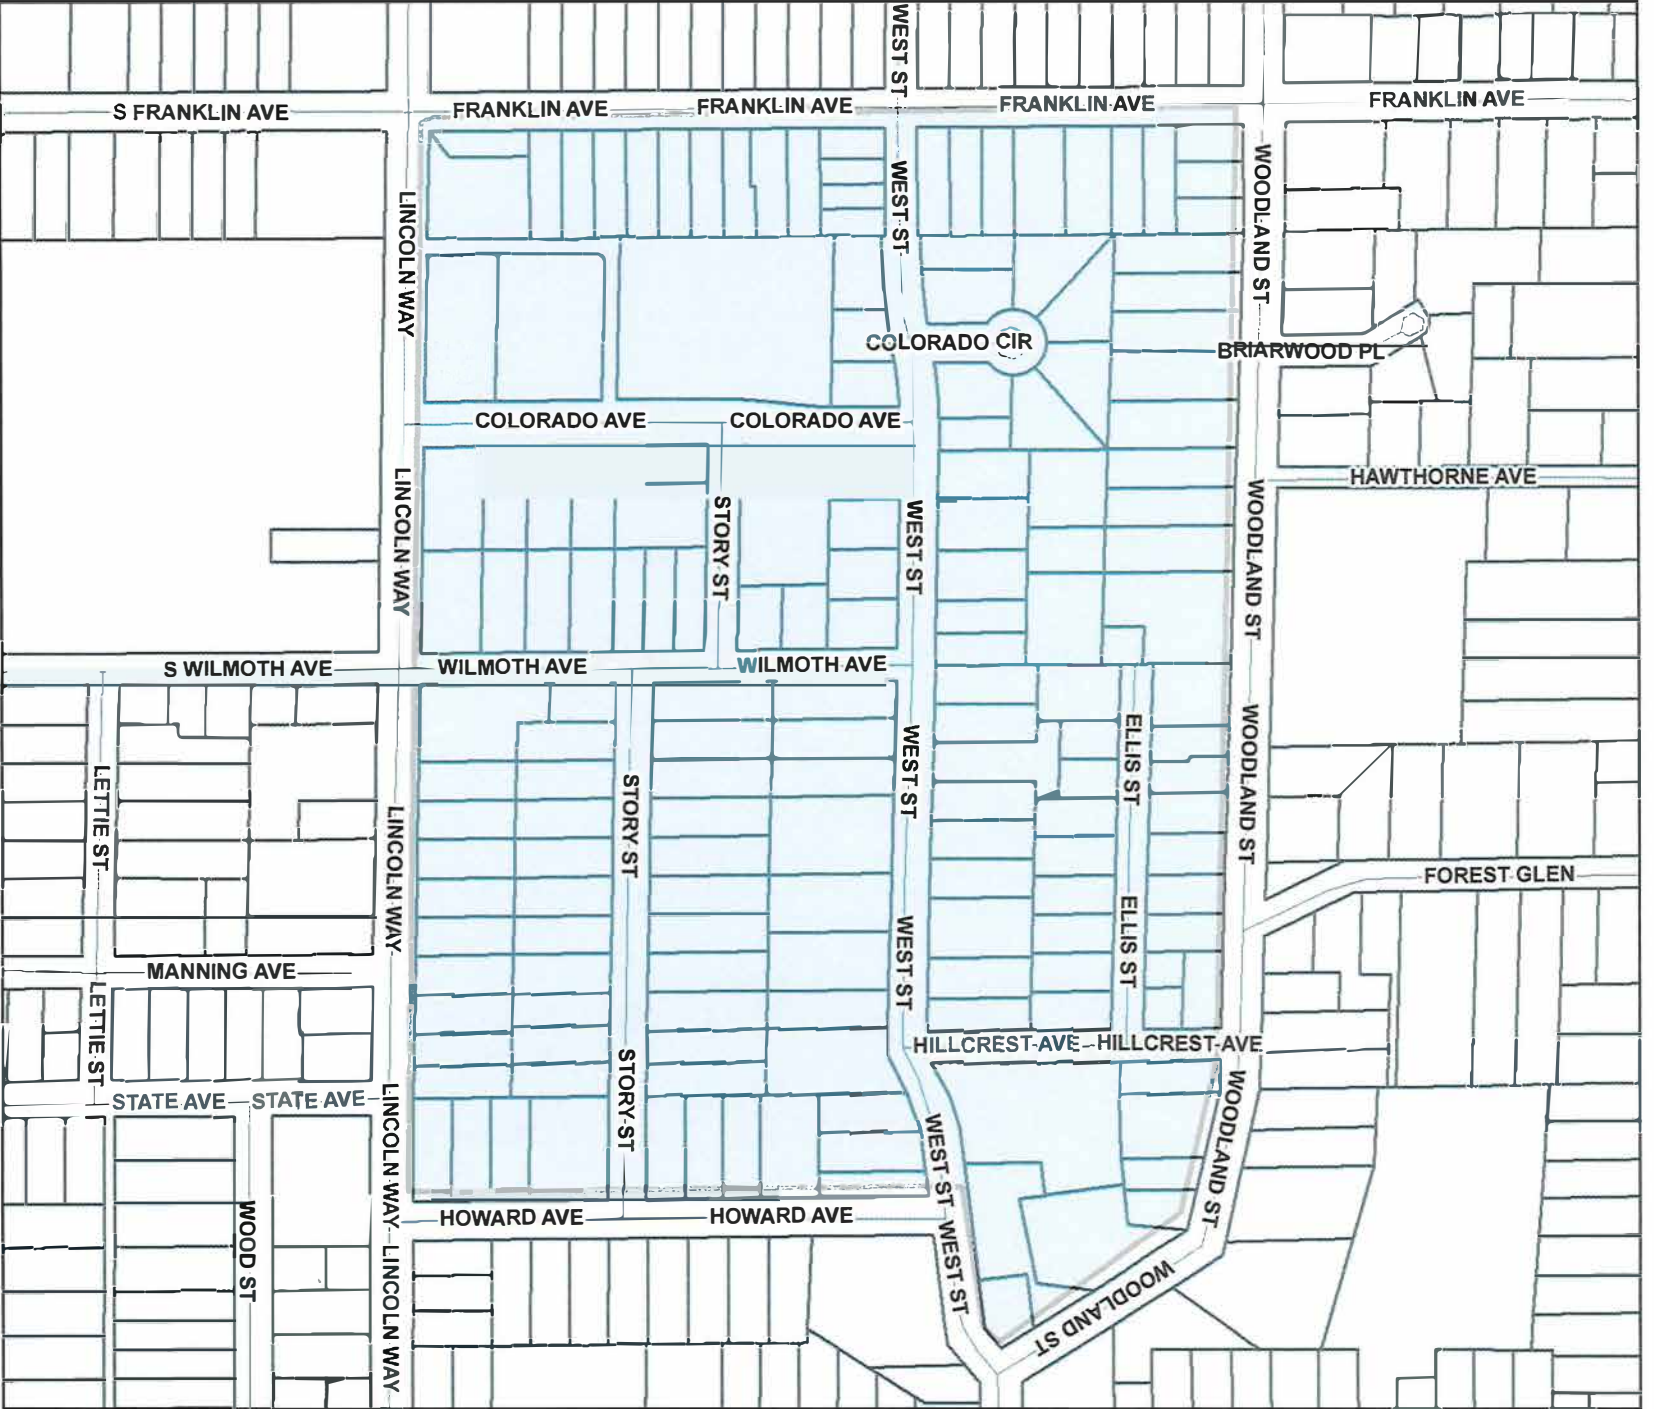 WEST ST
S FRANKLIN AVE
FRANKLIN AVE
FRANKLIN AVE
FRANKLIN AVE
FRANKLIN AVE
LINCOLN WAY
WEST ST
WOODLAND ST
COLORADO CIR
BRIARWOOD PL
COLORADO AVE
COLORADO AVE
HAWTHORNE AVE
LINCOLN WAY
STORY ST
WEST ST
WOODLAND ST
S WILMOTH AVE
WILMOTH AVE
WILMOTH AVE
LETTIE ST
LINCOLN WAY
STORY ST
WEST ST
ELLIS ST
WOODLAND ST
FOREST GLEN
WEST ST
ELLIS ST
MANNING AVE
LETTIE ST
HILLCREST AVE
HILLCREST AVE
STATE AVE
STATE AVE
LINCOLN WAY
STORY ST
WEST ST
WOODLAND ST
WOOD ST
HOWARD AVE
HOWARD AVE
LINCOLN WAY
WEST ST
WOODLAND ST